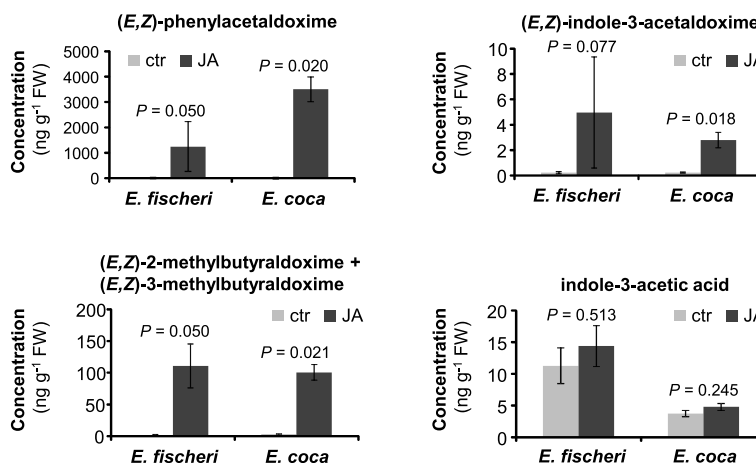 (E,Z)-phenylacetaldoxime
Concentration
(ng g⁻¹ FW)
5000
4000
3000
2000
1000
0
ctr JA
P = 0.050
P = 0.020
E. fischeri E. coca
(E,Z)-indole-3-acetaldoxime
Concentration
(ng g⁻¹ FW)
10
8
6
4
2
0
ctr JA
P = 0.077
P = 0.018
E. fischeri E. coca
(E,Z)-2-methylbutyraldoxime +
(E,Z)-3-methylbutyraldoxime
Concentration
(ng g⁻¹ FW)
200
150
100
50
0
ctr JA
P = 0.050
P = 0.021
E. fischeri E. coca
indole-3-acetic acid
Concentration
(ng g⁻¹ FW)
20
15
10
5
0
ctr JA
P = 0.513
P = 0.245
E. fischeri E. coca